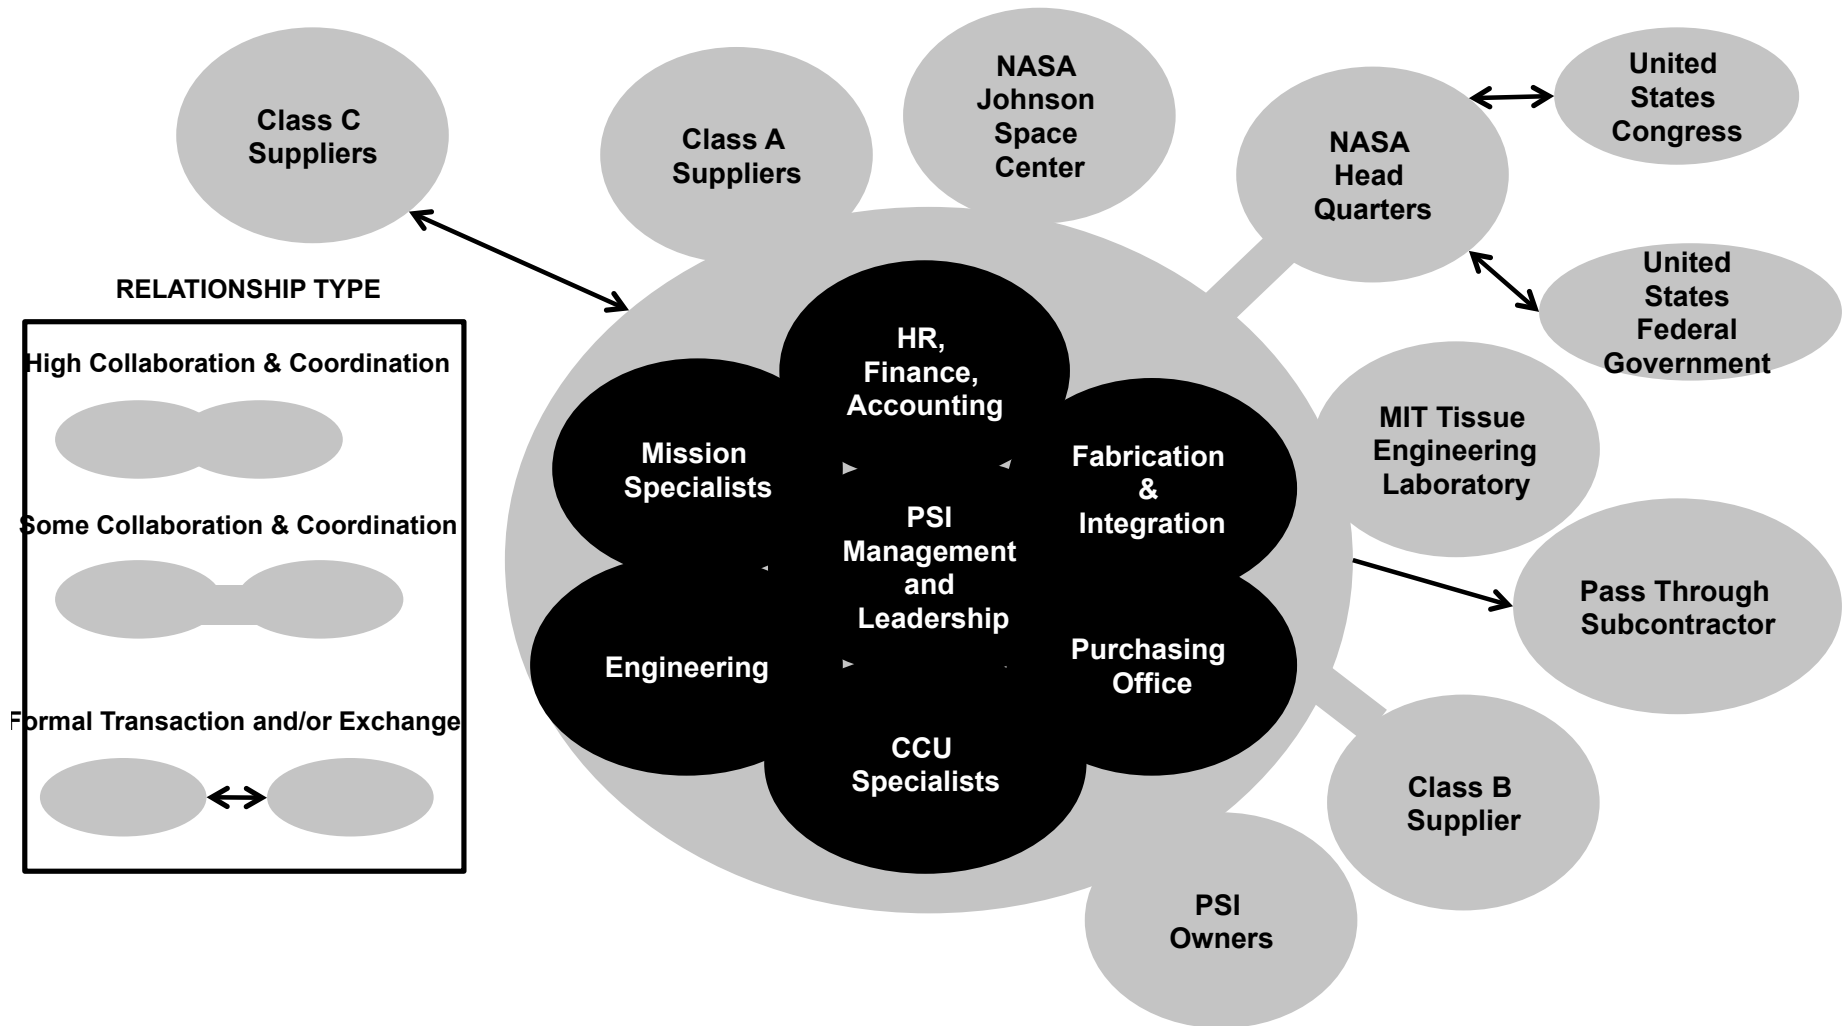 Class C
Suppliers
Class A
Suppliers
NASA
Johnson
Space
Center
NASA
Head
Quarters
United
States
Congress
United
States
Federal
Government
RELATIONSHIP TYPE
High Collaboration & Coordination
Some Collaboration & Coordination
Formal Transaction and/or Exchange
HR,
Finance,
Accounting
Mission
Specialists
Fabrication
&
Integration
PSI
Management
and
Leadership
Engineering
Purchasing
Office
CCU
Specialists
MIT Tissue
Engineering
Laboratory
Pass Through
Subcontractor
Class B
Supplier
PSI
Owners